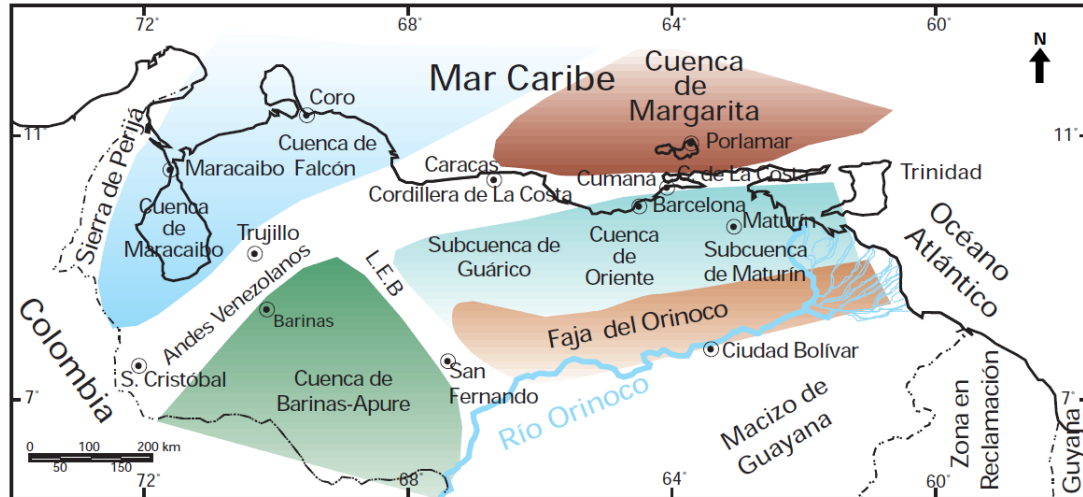 72°
68°
64°
60°
N
Mar Caribe
Cuenca
de
Margarita
11°
11°
Coro
Porlamar
Sierra de Perijá
Cuenca de
Falcón
Maracaibo
Caracas
Cumaná
C. de La Costa
Trinidad
Cordillera de La Costa
Barcelona
Cuenca
de
Maracaibo
Maturín
Trujillo
Subcuenca de
Guárico
Cuenca
de
Oriente
Subcuenca
de Maturín
Océano
Atlántico
L.E.B
Andes Venezolanos
Barinas
Faja del Orinoco
Colombia
S. Cristóbal
San
Fernando
Ciudad Bolívar
Cuenca de
Barinas-Apure
7°
7°
Río Orinoco
Macizo de
Guayana
Zona en
Reclamación
Guyana
0 100 200 km
50 150
72°
68°
64°
60°